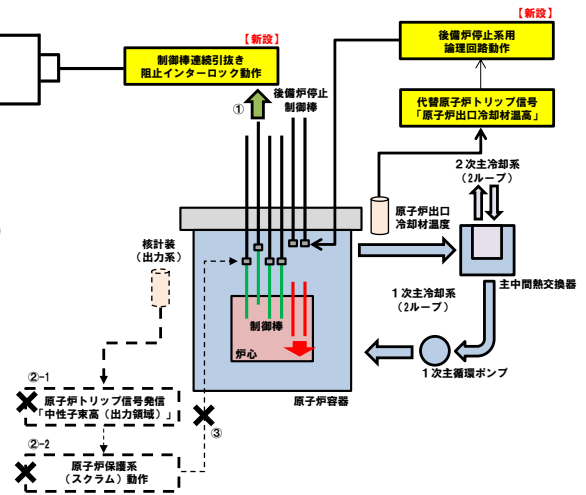 【新設】
制御棒連続引抜き
阻止インターロック動作
【新設】
後備炉停止系用
論理回路動作
①
後備炉停止
制御棒
代替原子炉トリップ信号
「原子炉出口冷却材温高」
2次主冷却系
(2ループ)
原子炉出口
冷却材温度
核計装
(出力系)
主中間熱交換器
1次主冷却系
(2ループ)
制御棒
炉心
1次主循環ポンプ
原子炉容器
②-1
原子炉トリップ信号発信
「中性子束高(出力領域)」
③
②-2
原子炉保護系
(スクラム)動作